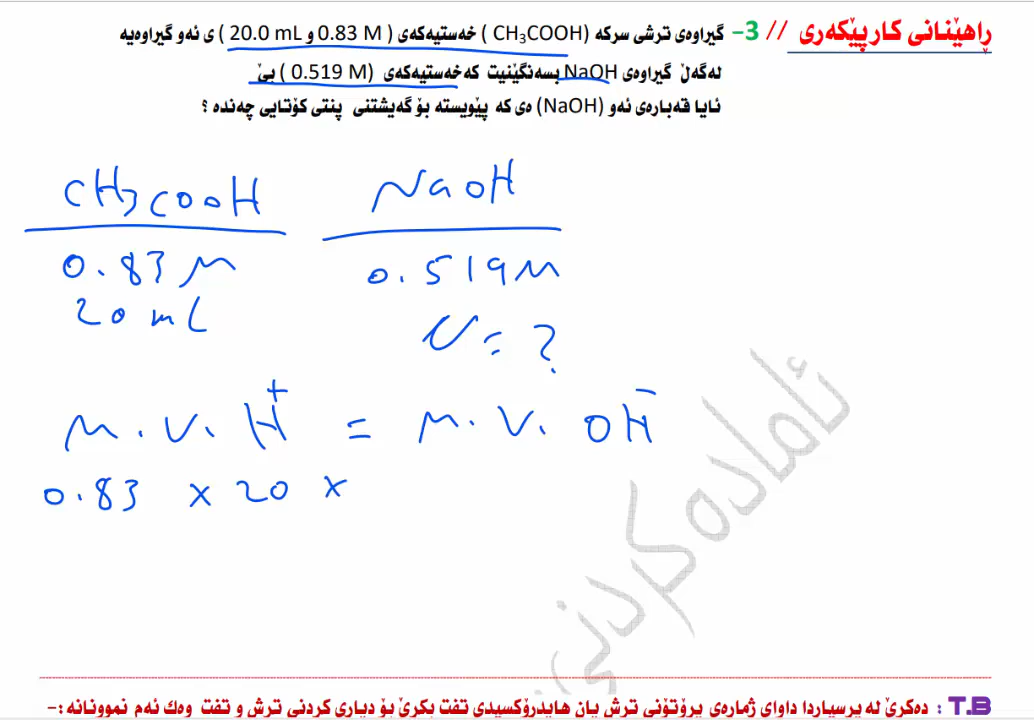 ڕاهێنانی کارپێکەری // 3- گیراوەی ترشی سرکە (CH₃COOH ) خەستیەکەی ( 0.83 M و 20.0 mL ) ی ئەو گیراوەیە
لەگەڵ گیراوەی NaOH بسەنگێنیت کەخەستیەکەی (0.519 M ) بێ
ئایا قەبارەی ئەو (NaOH) ەی کە پێویستە بۆ گەیشتنی پنتی کۆتایی چەندە ؟
CH3COOH NaOH
0.83 M 0.519 M
20 mL V = ?
M . V . H+ = M . V . OH-
0.83 x 20 x
ئامادەکردنی
T.B : دەکرێ لە پرسیاردا داوای ژمارەی پرۆتۆنی ترش یان هایدرۆکسیدی تفت بکرێ بۆ دیاری کردنی ترش و تفت وەك ئەم نموونانە :-